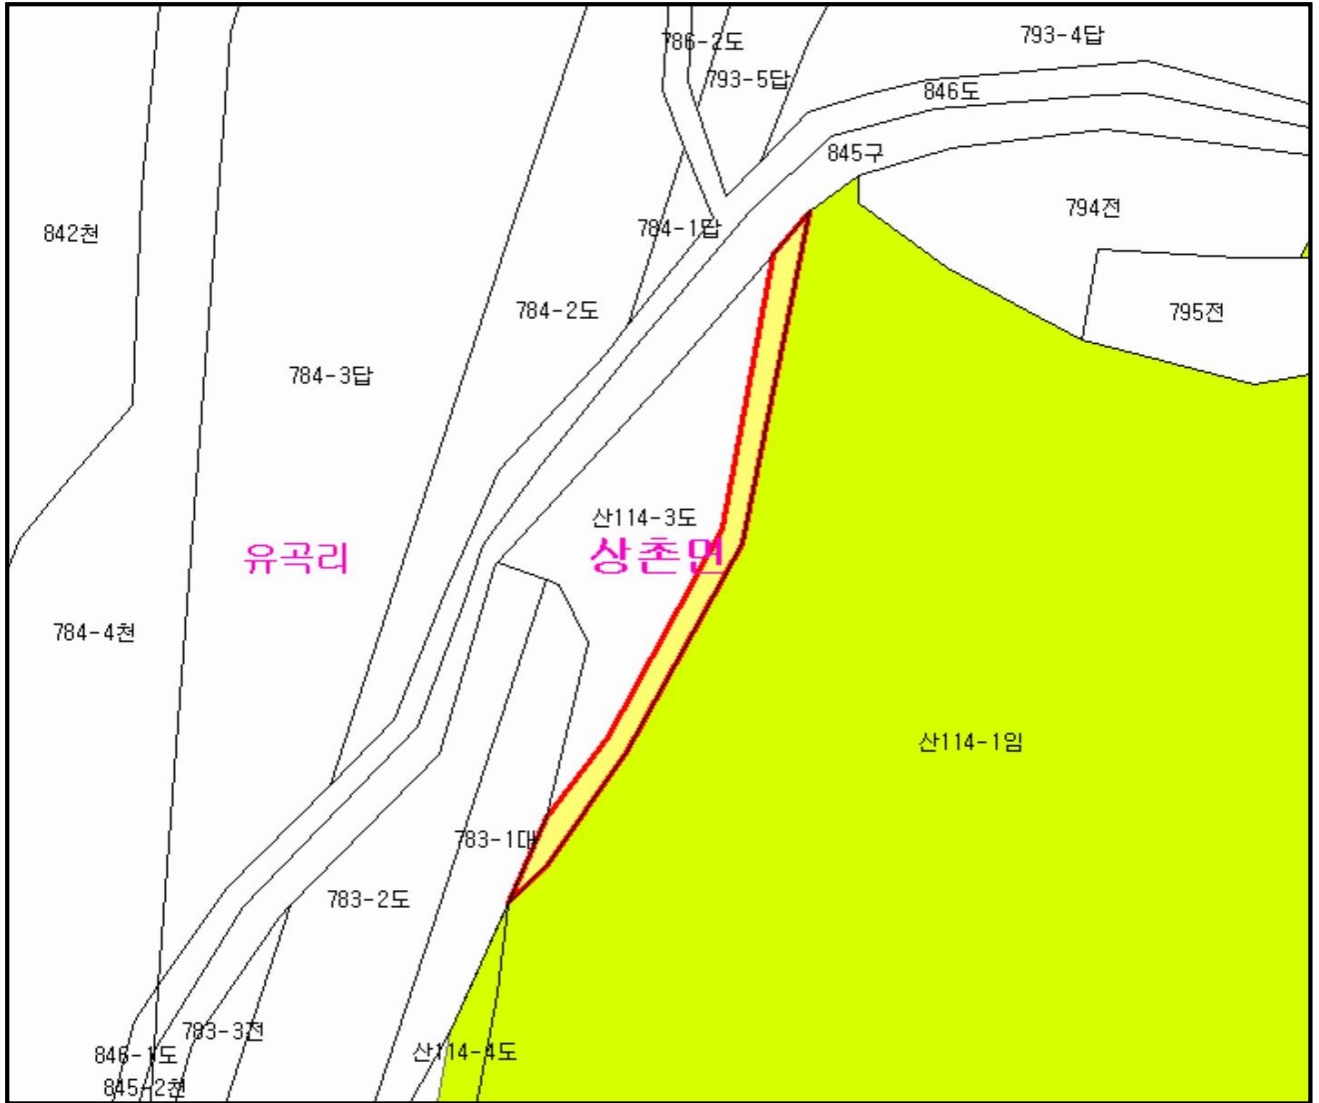 786-2도
793-4답
793-5답
846도
845구
842천
784-1답
794전
784-2도
795전
784-3답
산114-3도
유곡리
상촌면
784-4천
산114-1임
783-1대
783-2도
783-3전
846-1도
산114-4도
845-2천